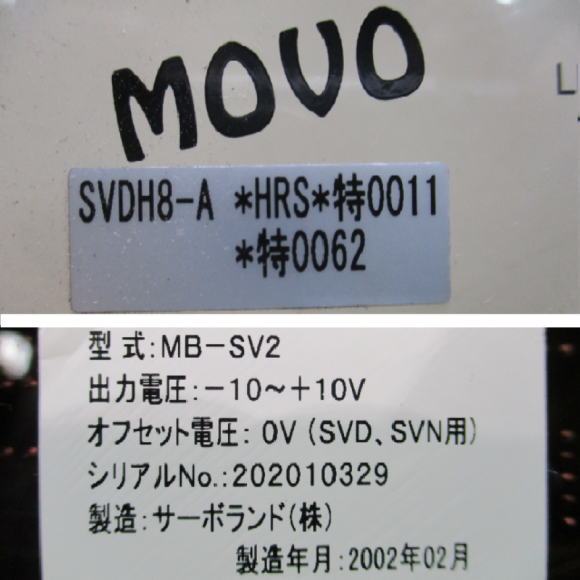 MOVO
SVDH8-A *HRS*特0011
*特0062
型式:MB-SV2
出力電圧:-10~+10V
オフセット電圧:0V(SVD、SVN用)
シリアルNo.:202010329
製造:サーボランド(株)
製造年月:2002年02月